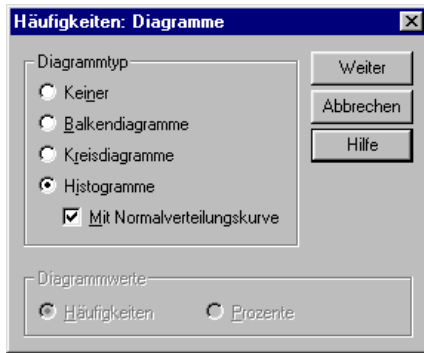 Häufigkeiten: Diagramme
Diagrammtyp
Keiner
Balkendiagramme
Kreisdiagramme
Histogramme
Mit Normalverteilungskurve
Weiter
Abbrechen
Hilfe
Diagrammwerte
Häufigkeiten Prozente